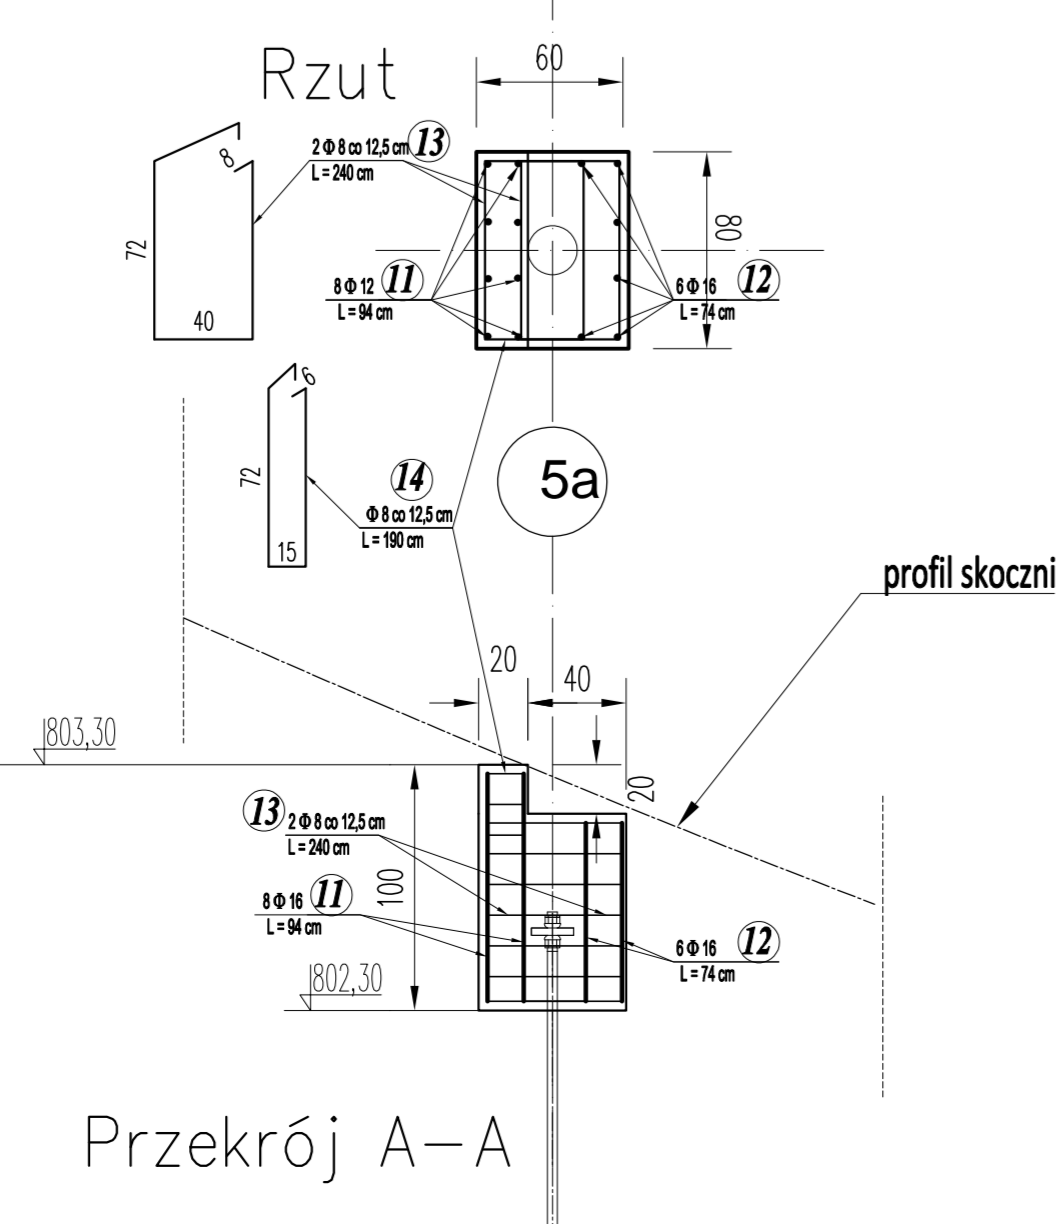 Rzut
60
2 Φ 8 co 12,5 cm 13
L = 240 cm
8
72
40
80
8 Φ 12 11
L = 94 cm
6 Φ 16 12
L = 74 cm
6
72
15
14
Φ 8 co 12,5 cm
L = 190 cm
5a
profil skoczni
20
40
803,30
20
13 2 Φ 8 co 12,5 cm
L = 240 cm
100
8 Φ 16 11
L = 94 cm
6 Φ 16 12
L = 74 cm
802,30
Przekrój A-A